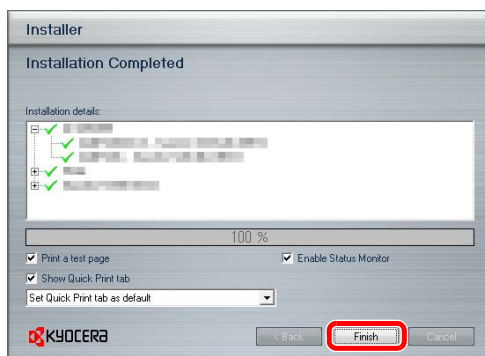 Installer
Installation Completed
Installation details:
100 %
Print a test page
Enable Status Monitor
Show Quick Print tab
Set Quick Print tab as default
KYOCERA
< Back
Finish
Cancel